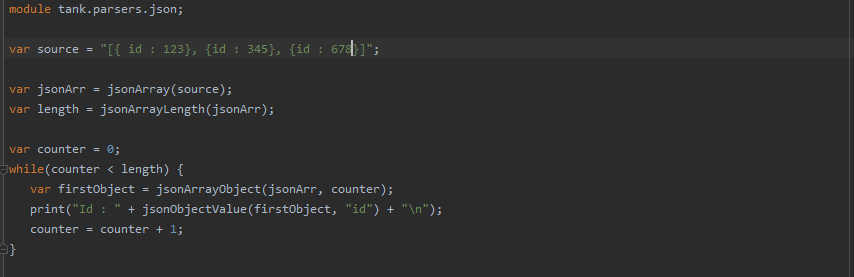 module tank.parsers.json;
var source = "[{ id : 123}, {id : 345}, {id : 678}]";
var jsonArr = jsonArray(source);
var length = jsonArrayLength(jsonArr);
var counter = 0;
while(counter < length) {
   var firstObject = jsonArrayObject(jsonArr, counter);
   print("Id : " + jsonObjectValue(firstObject, "id") + "\n");
   counter = counter + 1;
}